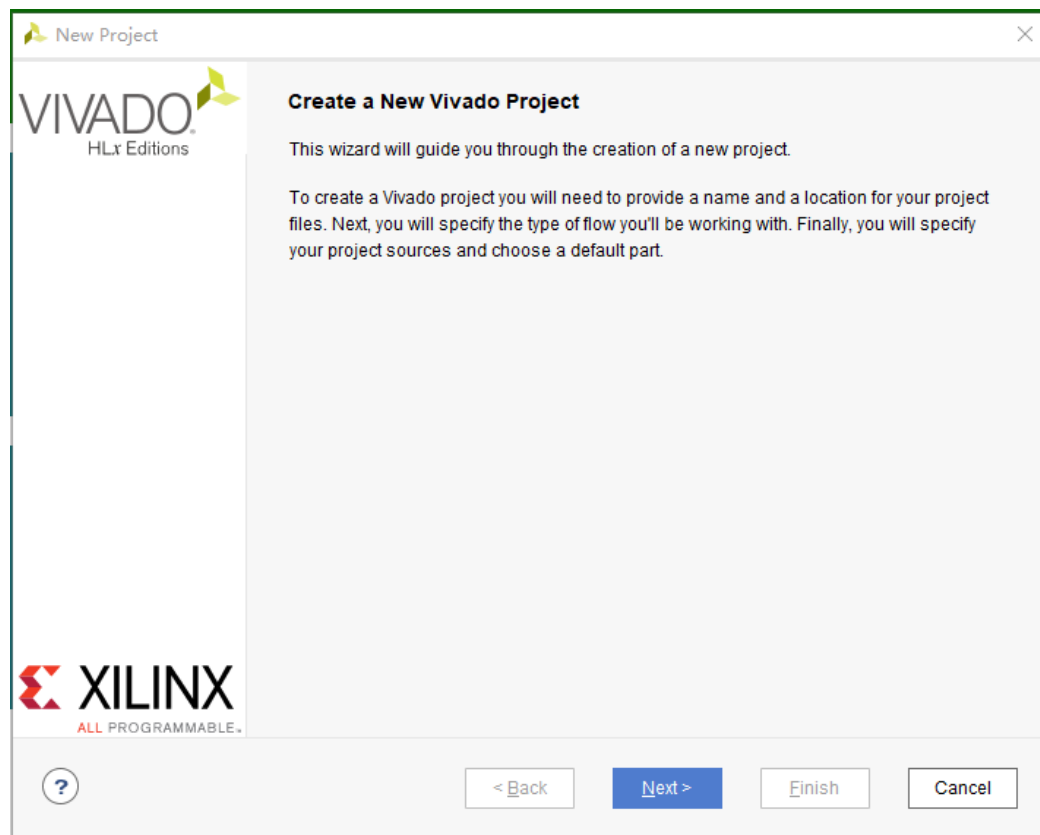 New Project
VIVADO.
HLx Editions
Create a New Vivado Project
This wizard will guide you through the creation of a new project.
To create a Vivado project you will need to provide a name and a location for your project
files. Next, you will specify the type of flow you'll be working with. Finally, you will specify
your project sources and choose a default part.
XILINX
ALL PROGRAMMABLE™
?
< Back
Next >
Finish
Cancel